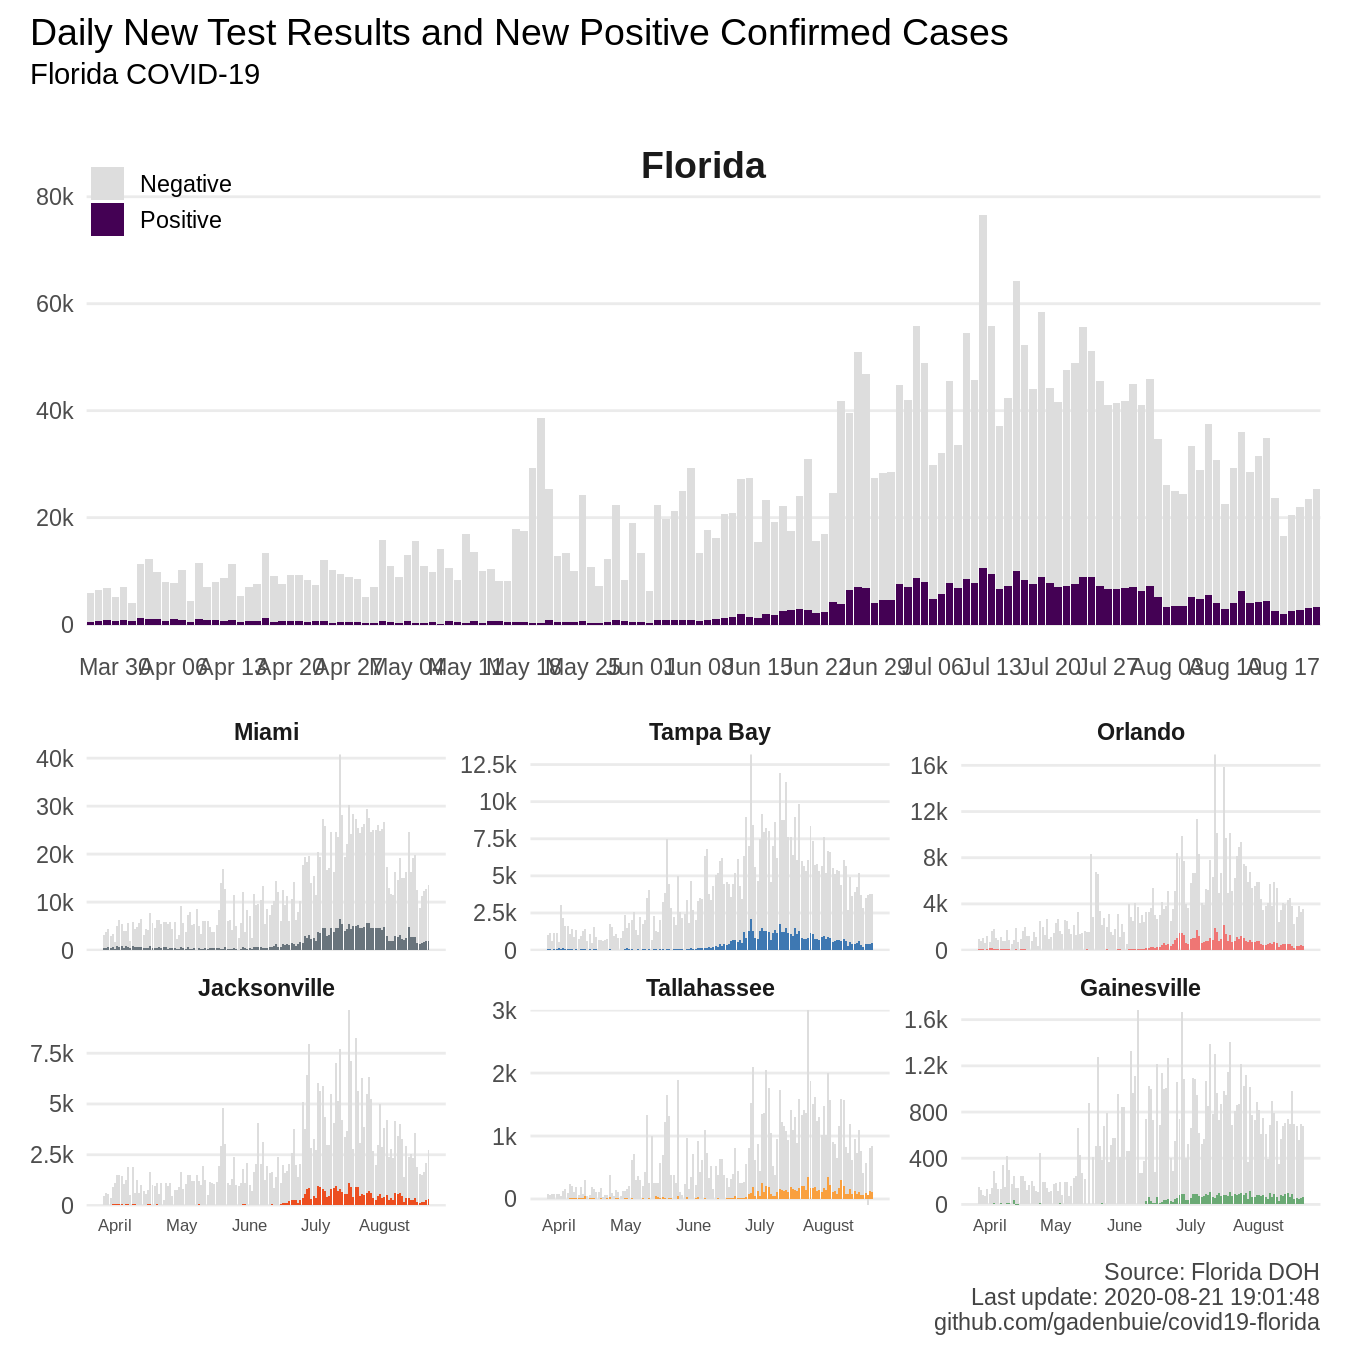 Daily New Test Results and New Positive Confirmed Cases
Florida COVID-19
Florida
Negative
Positive
80k
60k
40k
20k
0
Mar 30 Apr 06 Apr 13 Apr 20 Apr 27 May 04 May 11 May 18 May 25 Jun 01 Jun 08 Jun 15 Jun 22 Jun 29 Jul 06 Jul 13 Jul 20 Jul 27 Aug 03 Aug 10 Aug 17
Miami
40k
30k
20k
10k
0
Tampa Bay
12.5k
10k
7.5k
5k
2.5k
0
Orlando
16k
12k
8k
4k
0
Jacksonville
7.5k
5k
2.5k
0
April May June July August
Tallahassee
3k
2k
1k
0
April May June July August
Gainesville
1.6k
1.2k
800
400
0
April May June July August
Source: Florida DOH
Last update: 2020-08-21 19:01:48
github.com/gadenbuie/covid19-florida